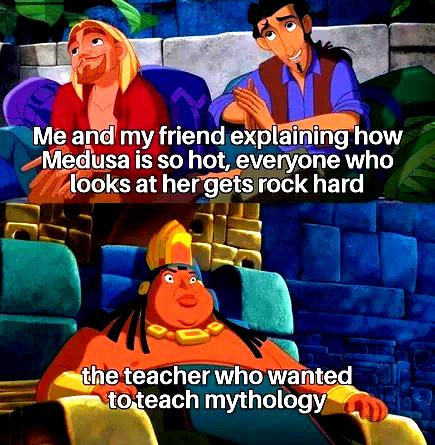 Me and my friend explaining how
Medusa is so hot, everyone who
looks at her gets rock hard
the teacher who wanted
to teach mythology